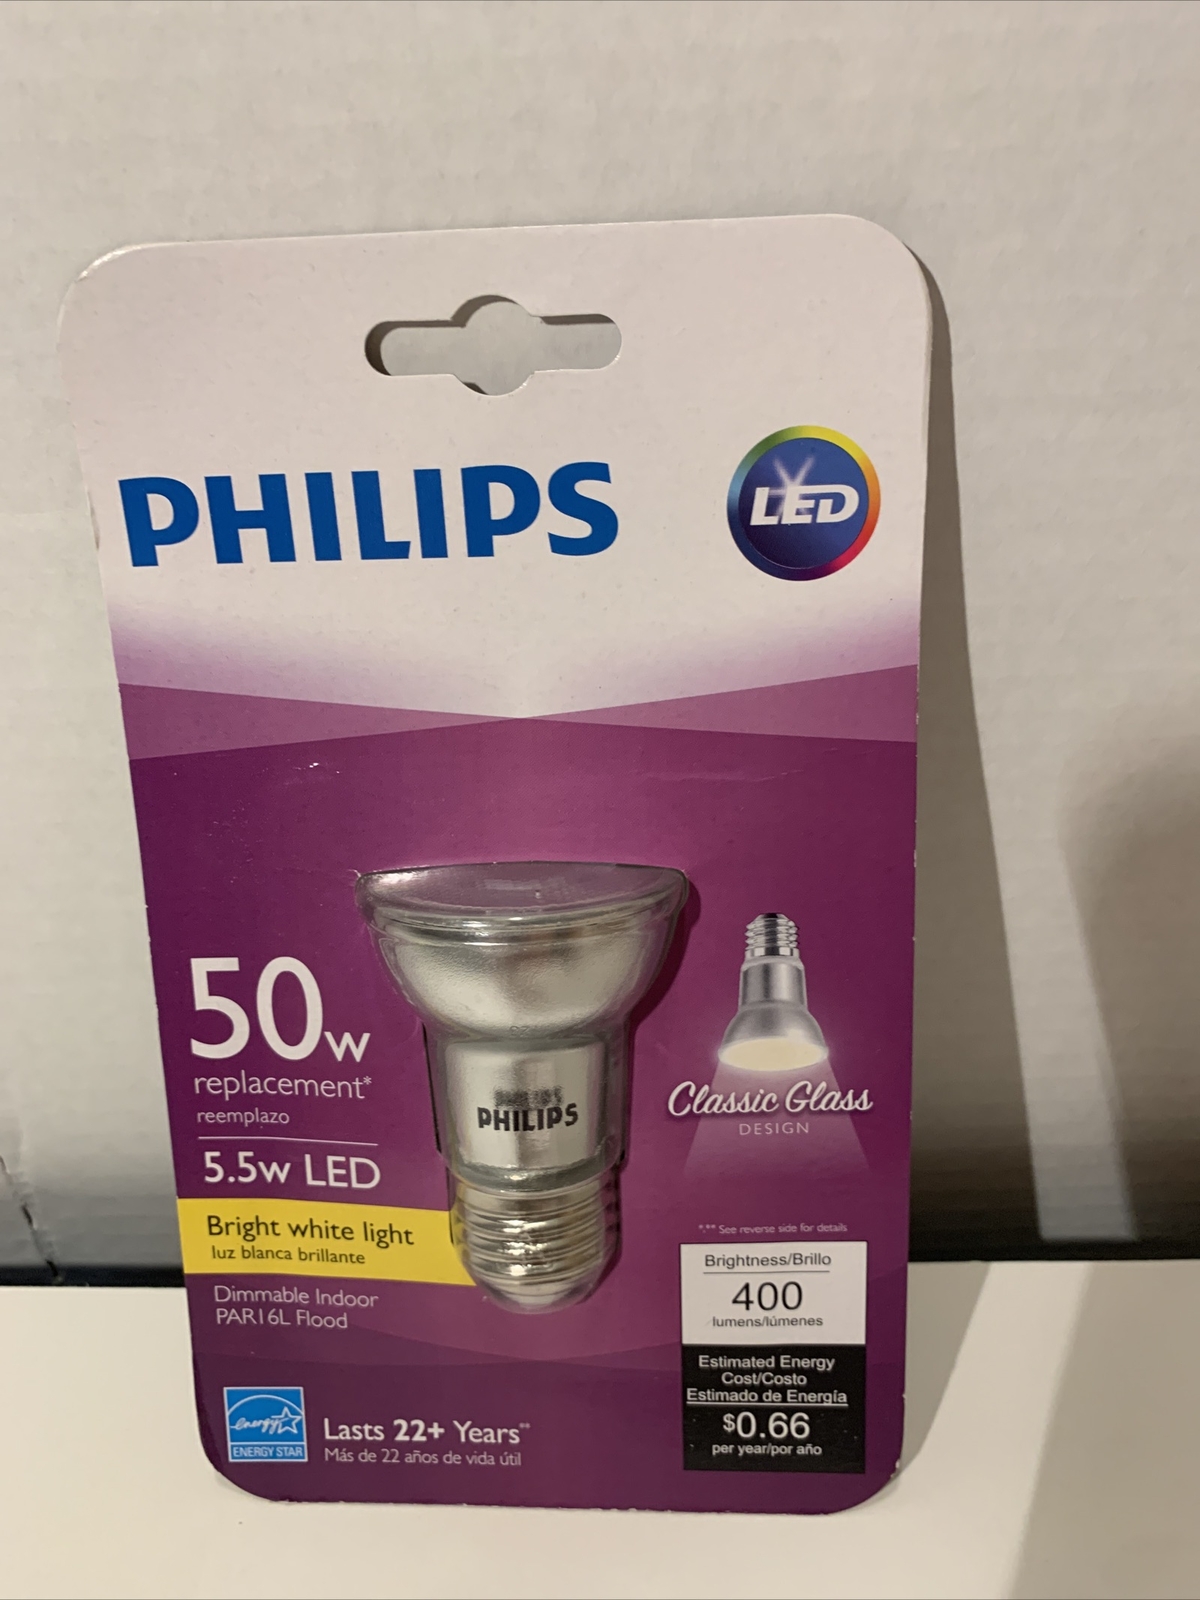 PHILIPS
LED
50w
replacement*
reemplazo
5.5w LED
Bright white light
luz blanca brillante
Dimmable Indoor
PAR16L Flood
PHILIPS
Classic Glass
DESIGN
*,** See reverse side for details
Brightness/Brillo
400
lumens/lúmenes
Estimated Energy
Cost/Costo
Estimado de Energía
$0.66
per year/por año
energy
ENERGY STAR
Lasts 22+ Years**
Más de 22 años de vida útil